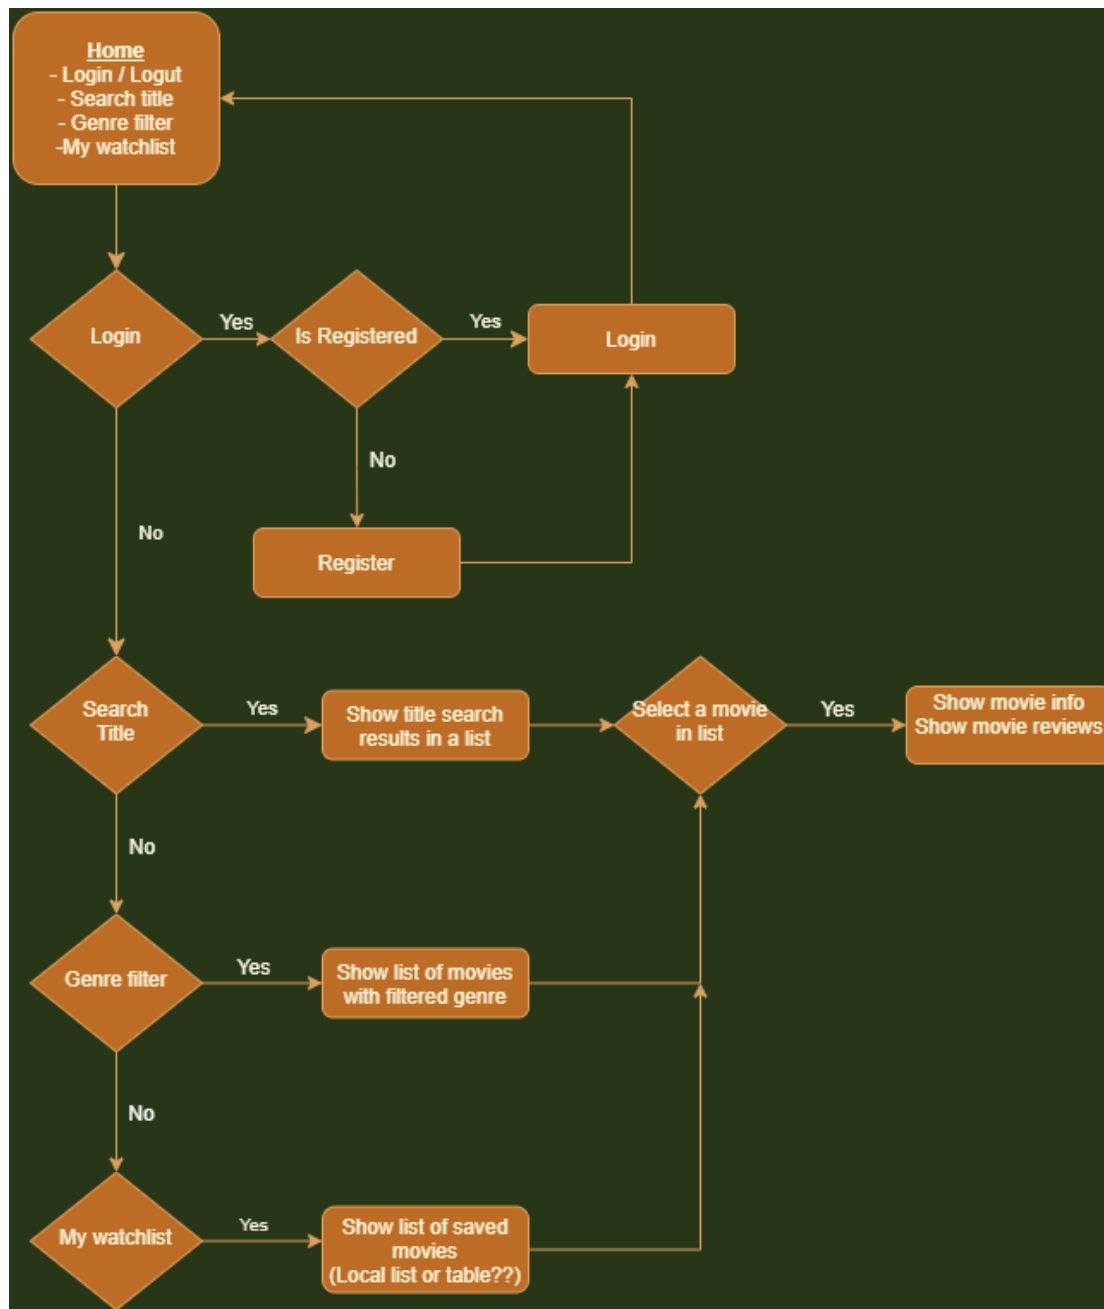 Home
- Login / Logut
- Search title
- Genre filter
-My watchlist
Login
Yes
Is Registered
Yes
Login
No
No
Register
Search
Title
Yes
Show title search
results in a list
Select a movie
in list
Yes
Show movie info
Show movie reviews
No
Genre filter
Yes
Show list of movies
with filtered genre
No
My watchlist
Yes
Show list of saved
movies
(Local list or table??)